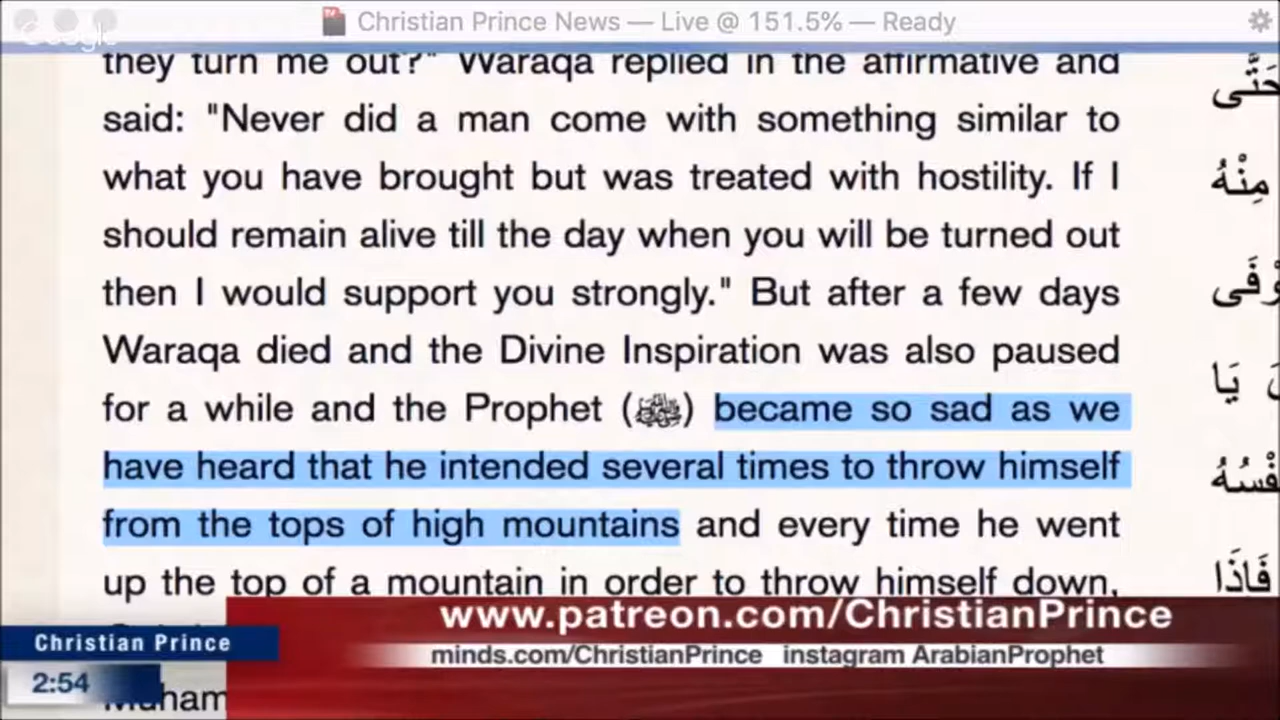 Christian Prince News — Live @ 151.5% — Ready
Google
they turn me out?" Waraqa replied in the affirmative and
said: "Never did a man come with something similar to
what you have brought but was treated with hostility. If I
should remain alive till the day when you will be turned out
then I would support you strongly." But after a few days
Waraqa died and the Divine Inspiration was also paused
for a while and the Prophet (ﷺ) became so sad as we
have heard that he intended several times to throw himself
from the tops of high mountains and every time he went
up the top of a mountain in order to throw himself down,
حَتَّى
مِنْهُ
يَا
فَإِذَا
www.patreon.com/ChristianPrince
Christian Prince
minds.com/ChristianPrince instagram ArabianProphet
2:54